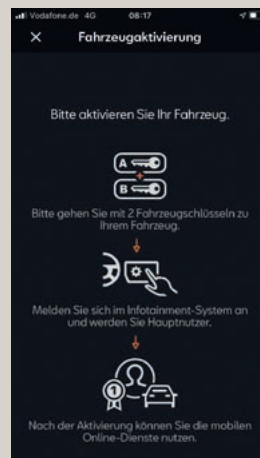 Vodafone.de 4G 08:17
× Fahrzeugaktivierung
Bitte aktivieren Sie Ihr Fahrzeug.
A
+
B
Bitte gehen Sie mit 2 Fahrzeugschlüsseln zu
Ihrem Fahrzeug.
Melden Sie sich im Infotainment-System an
und werden Sie Hauptnutzer.
1
Nach der Aktivierung können Sie die mobilen
Online-Dienste nutzen.